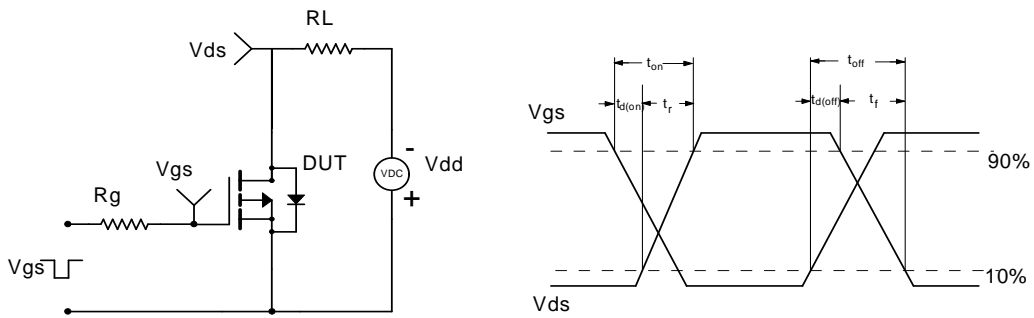 RL
Vds
Vgs
DUT
-
VDC
Vdd
+
Rg
Vgs
ton
toff
td(on)
tr
td(off)
tf
Vgs
90%
10%
Vds